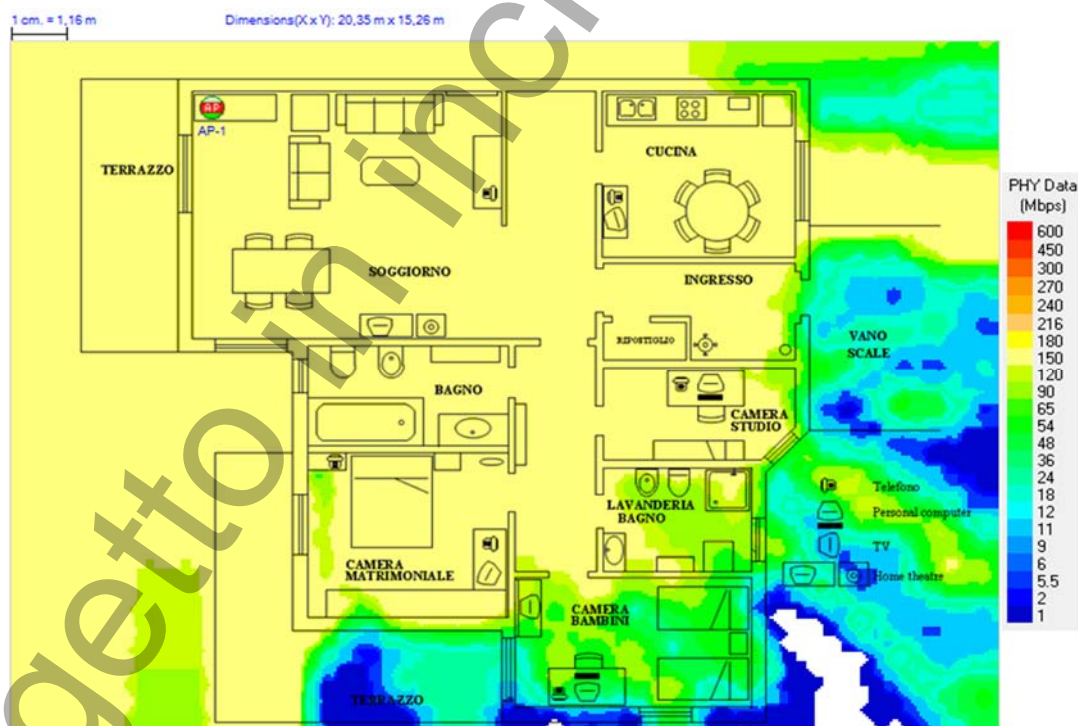 1 cm. = 1,16 m
Dimensions(X x Y): 20,35 m x 15,26 m
AP
AP-1
TERRAZZO
CUCINA
SOGGIORNO
INGRESSO
RIPOSTIGLIO
VANO
SCALE
BAGNO
CAMERA
STUDIO
LAVANDERIA
BAGNO
CAMERA
MATRIMONIALE
CAMERA
BAMBINI
TERRAZZO
Telefono
Personal computer
TV
Home theatre
PHY Data
(Mbps)
600
450
300
270
240
216
180
150
120
90
65
54
48
36
24
18
12
11
9
6
5.5
2
1
getto in inc